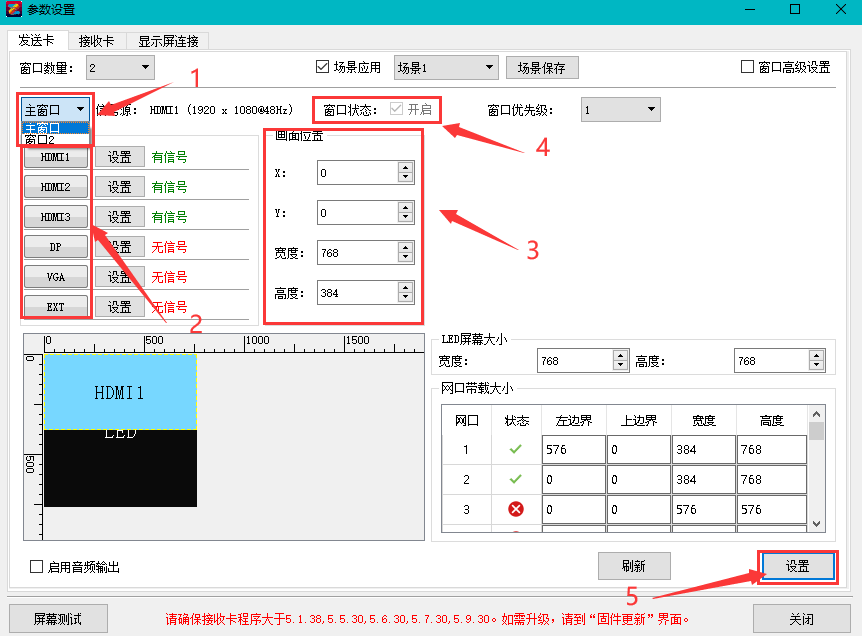 参数设置
发送卡 接收卡 显示屏连接
窗口数量: 2 场景应用 场景1 场景保存 窗口高级设置
1
主窗口 信号源: HDMI1 (1920 x 1080@48Hz) 窗口状态: 开启 窗口优先级: 1
主窗口
窗口2
画面位置
4
HDMI1 设置 有信号
X: 0
HDMI2 设置 有信号
HDMI3 设置 有信号
Y: 0
3
DP 设置 无信号
宽度: 768
VGA 设置 无信号
高度: 384
EXT 设置 无信号
2
0 500 1000 1500
0
500
HDMI1
LED
LED屏幕大小
宽度: 768 高度: 768
网口带载大小
网口 状态 左边界 上边界 宽度 高度
1 576 0 384 768
2 0 0 384 768
3 0 0 576 576
启用音频输出 刷新 设置
5
屏幕测试 请确保接收卡程序大于5.1.38,5.5.30,5.6.30,5.7.30,5.9.30。如需升级，请到“固件更新”界面。 关闭